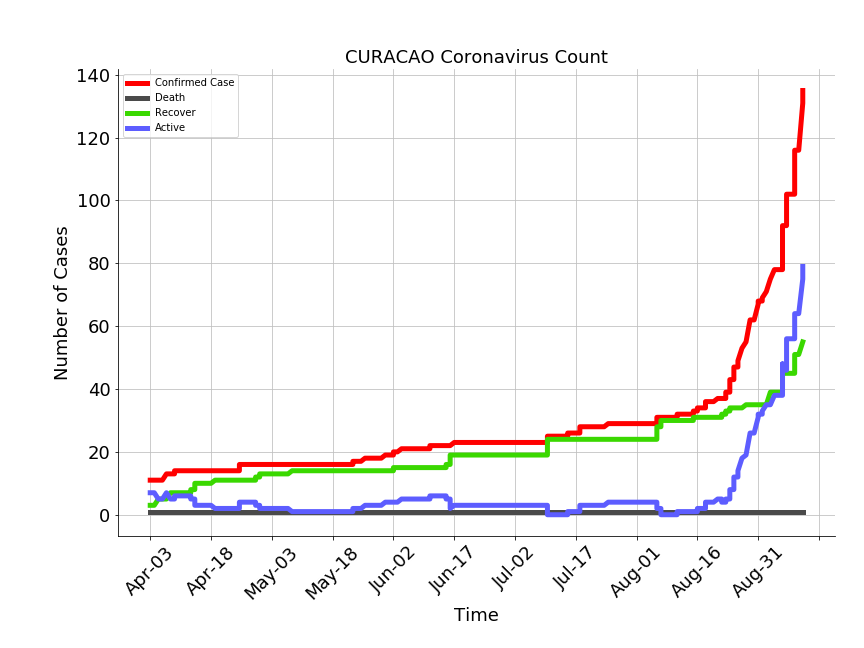 CURACAO Coronavirus Count
140
120
100
80
60
40
20
0
Number of Cases
Confirmed Case
Death
Recover
Active
Apr-03
Apr-18
May-03
May-18
Jun-02
Jun-17
Jul-02
Jul-17
Aug-01
Aug-16
Aug-31
Time